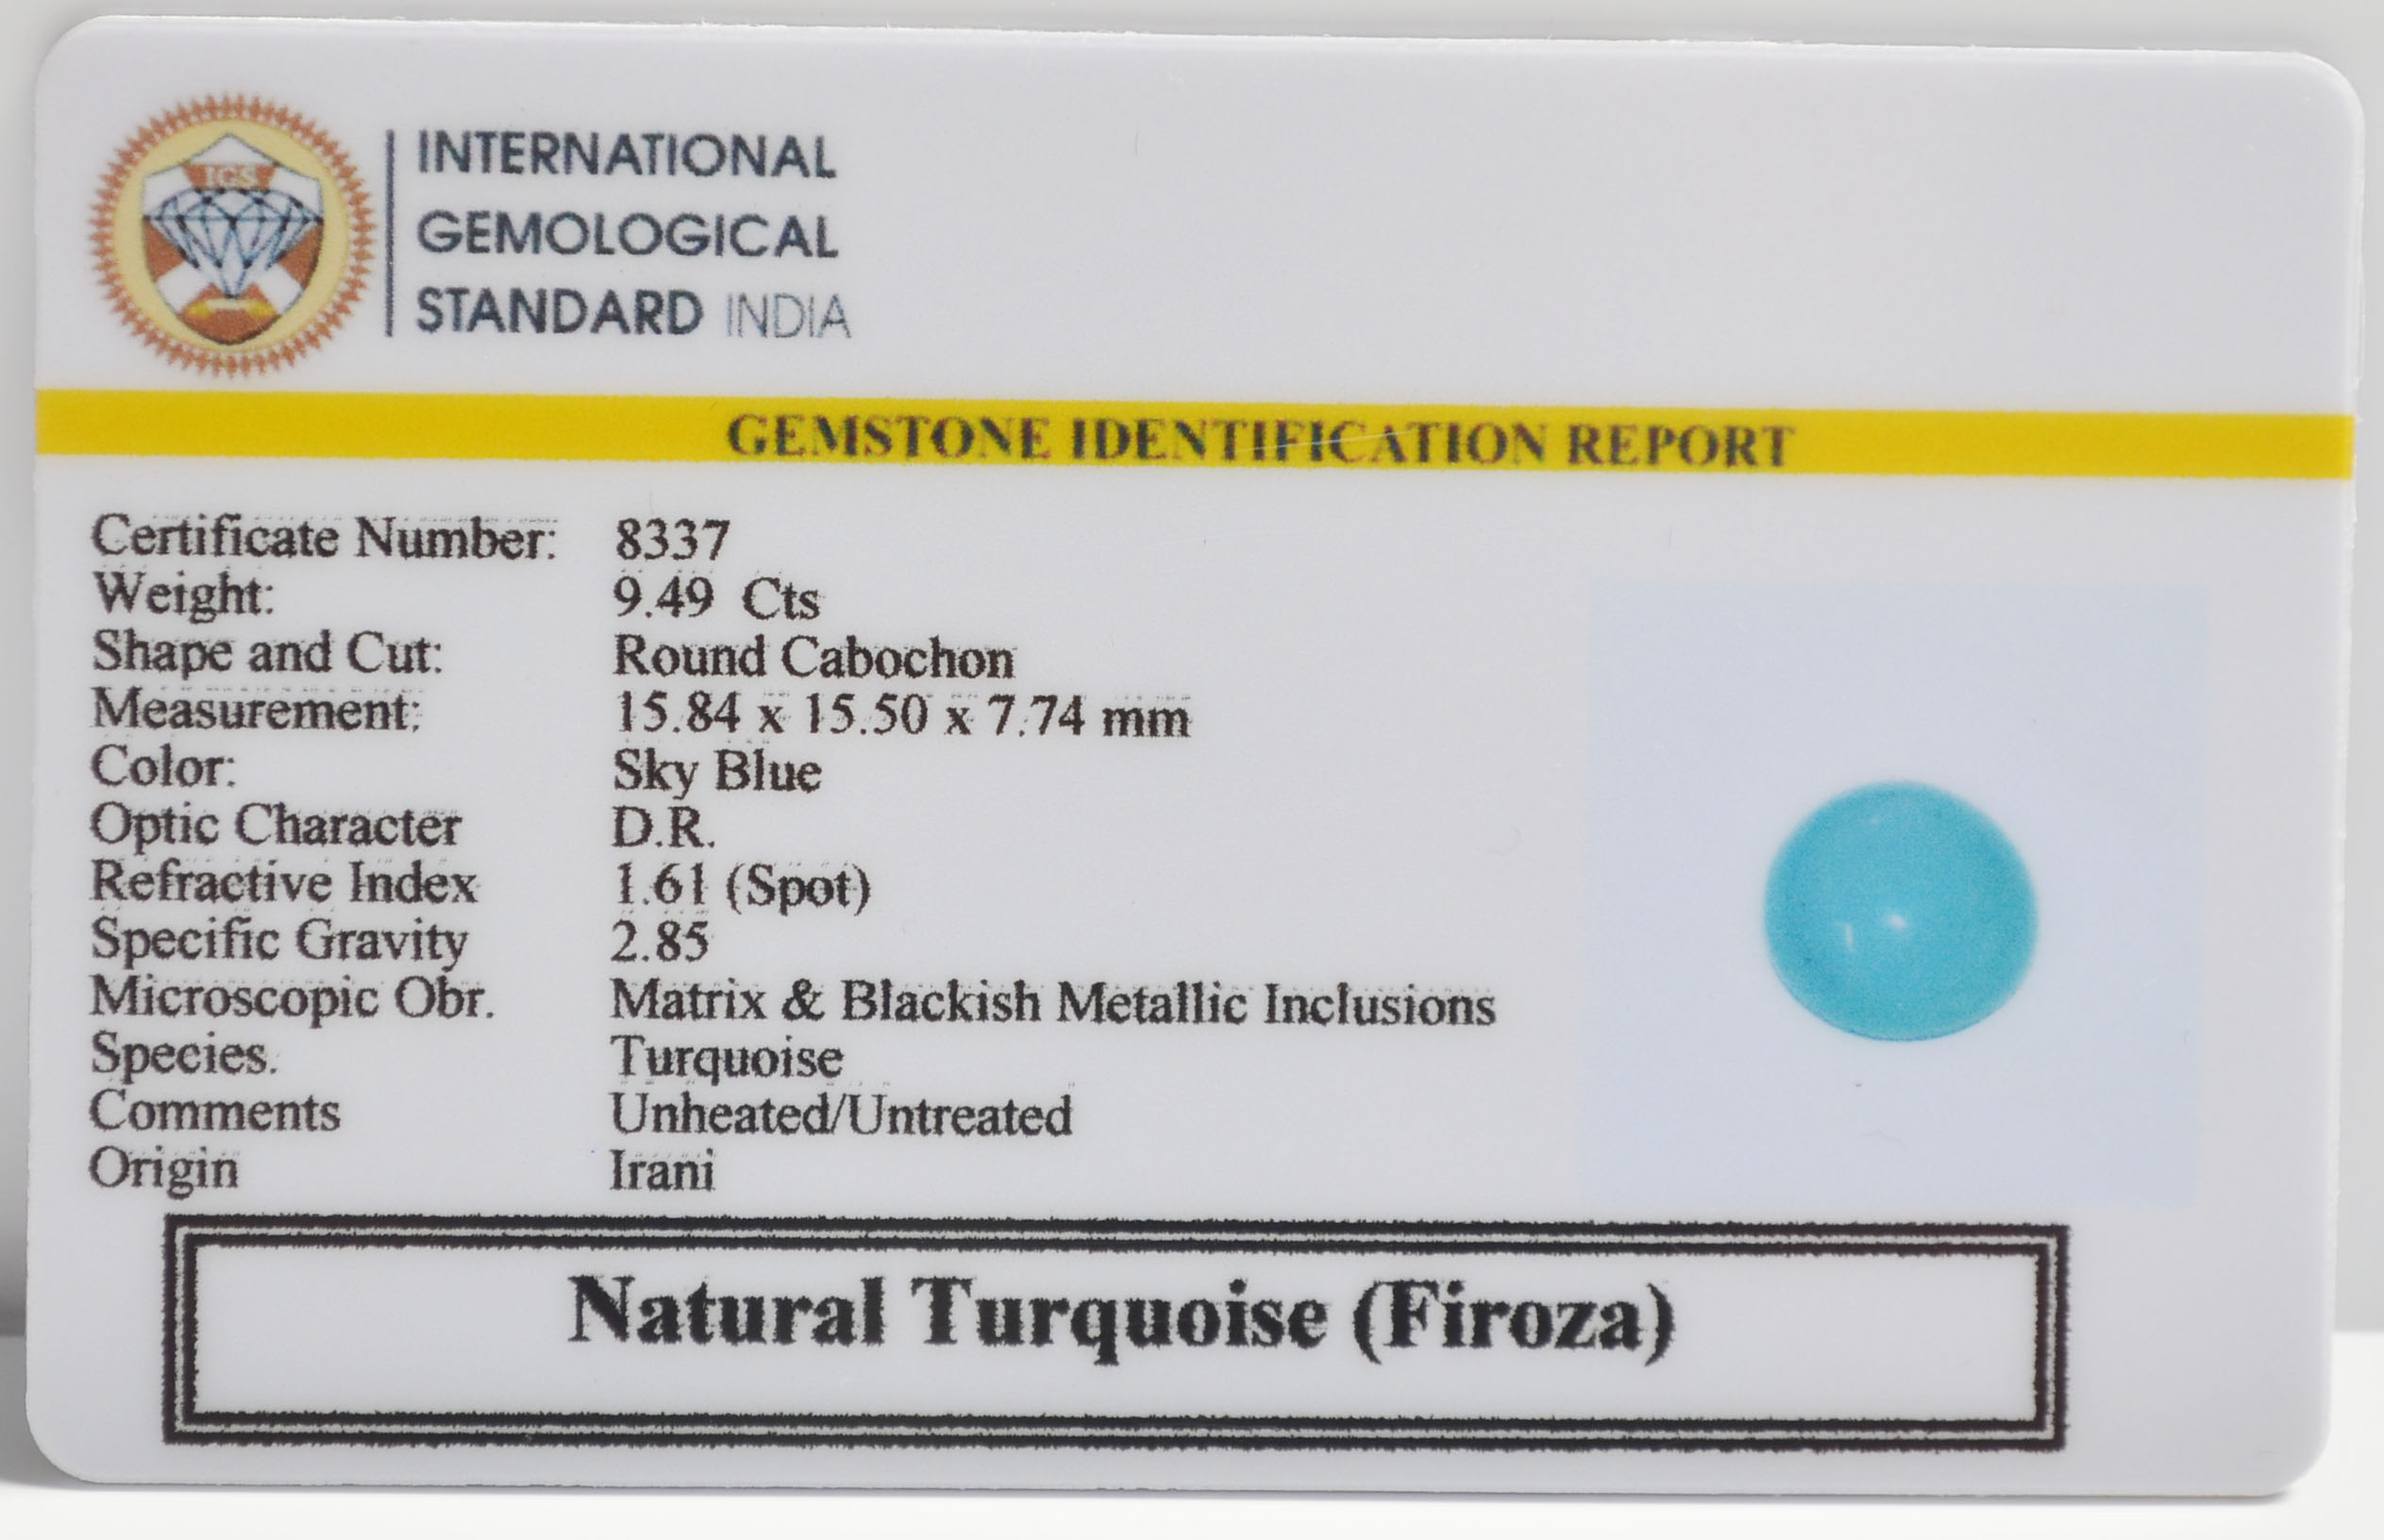 IGS
INTERNATIONAL
GEMOLOGICAL
STANDARD INDIA
GEMSTONE IDENTIFICATION REPORT
Certificate Number: 8337
Weight: 9.49 Cts
Shape and Cut: Round Cabochon
Measurement: 15.84 x 15.50 x 7.74 mm
Color: Sky Blue
Optic Character D.R.
Refractive Index 1.61 (Spot)
Specific Gravity 2.85
Microscopic Obr. Matrix & Blackish Metallic Inclusions
Species. Turquoise
Comments Unheated/Untreated
Origin Irani
Natural Turquoise (Firoza)